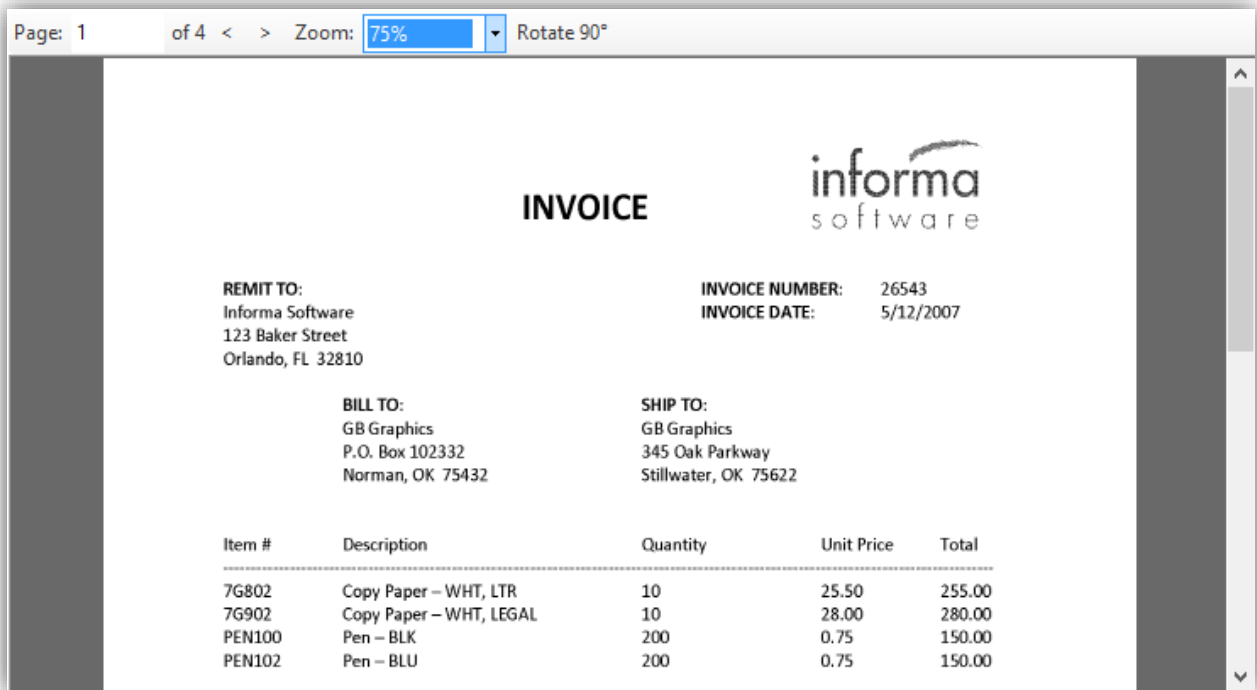 Page: 1 of 4 < > Zoom: 75% Rotate 90°
informa
software
INVOICE
REMIT TO:
Informa Software
123 Baker Street
Orlando, FL 32810
INVOICE NUMBER: 26543
INVOICE DATE: 5/12/2007
BILL TO:
GB Graphics
P.O. Box 102332
Norman, OK 75432
SHIP TO:
GB Graphics
345 Oak Parkway
Stillwater, OK 75622
Item # Description Quantity Unit Price Total
7G802 Copy Paper – WHT, LTR 10 25.50 255.00
7G902 Copy Paper – WHT, LEGAL 10 28.00 280.00
PEN100 Pen – BLK 200 0.75 150.00
PEN102 Pen – BLU 200 0.75 150.00